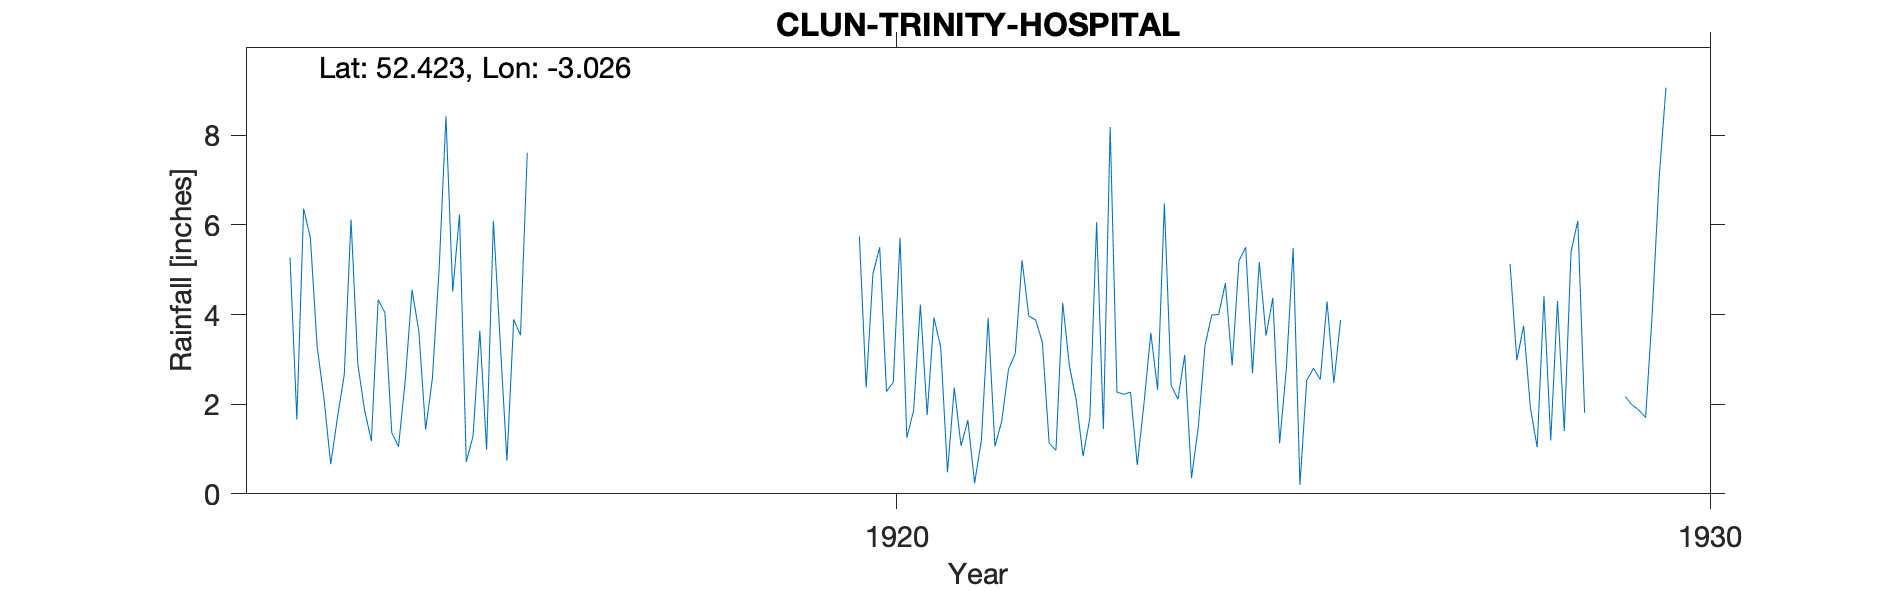 CLUN-TRINITY-HOSPITAL
Lat: 52.423, Lon: -3.026
8
6
4
2
0
Rainfall [inches]
1920
1930
Year